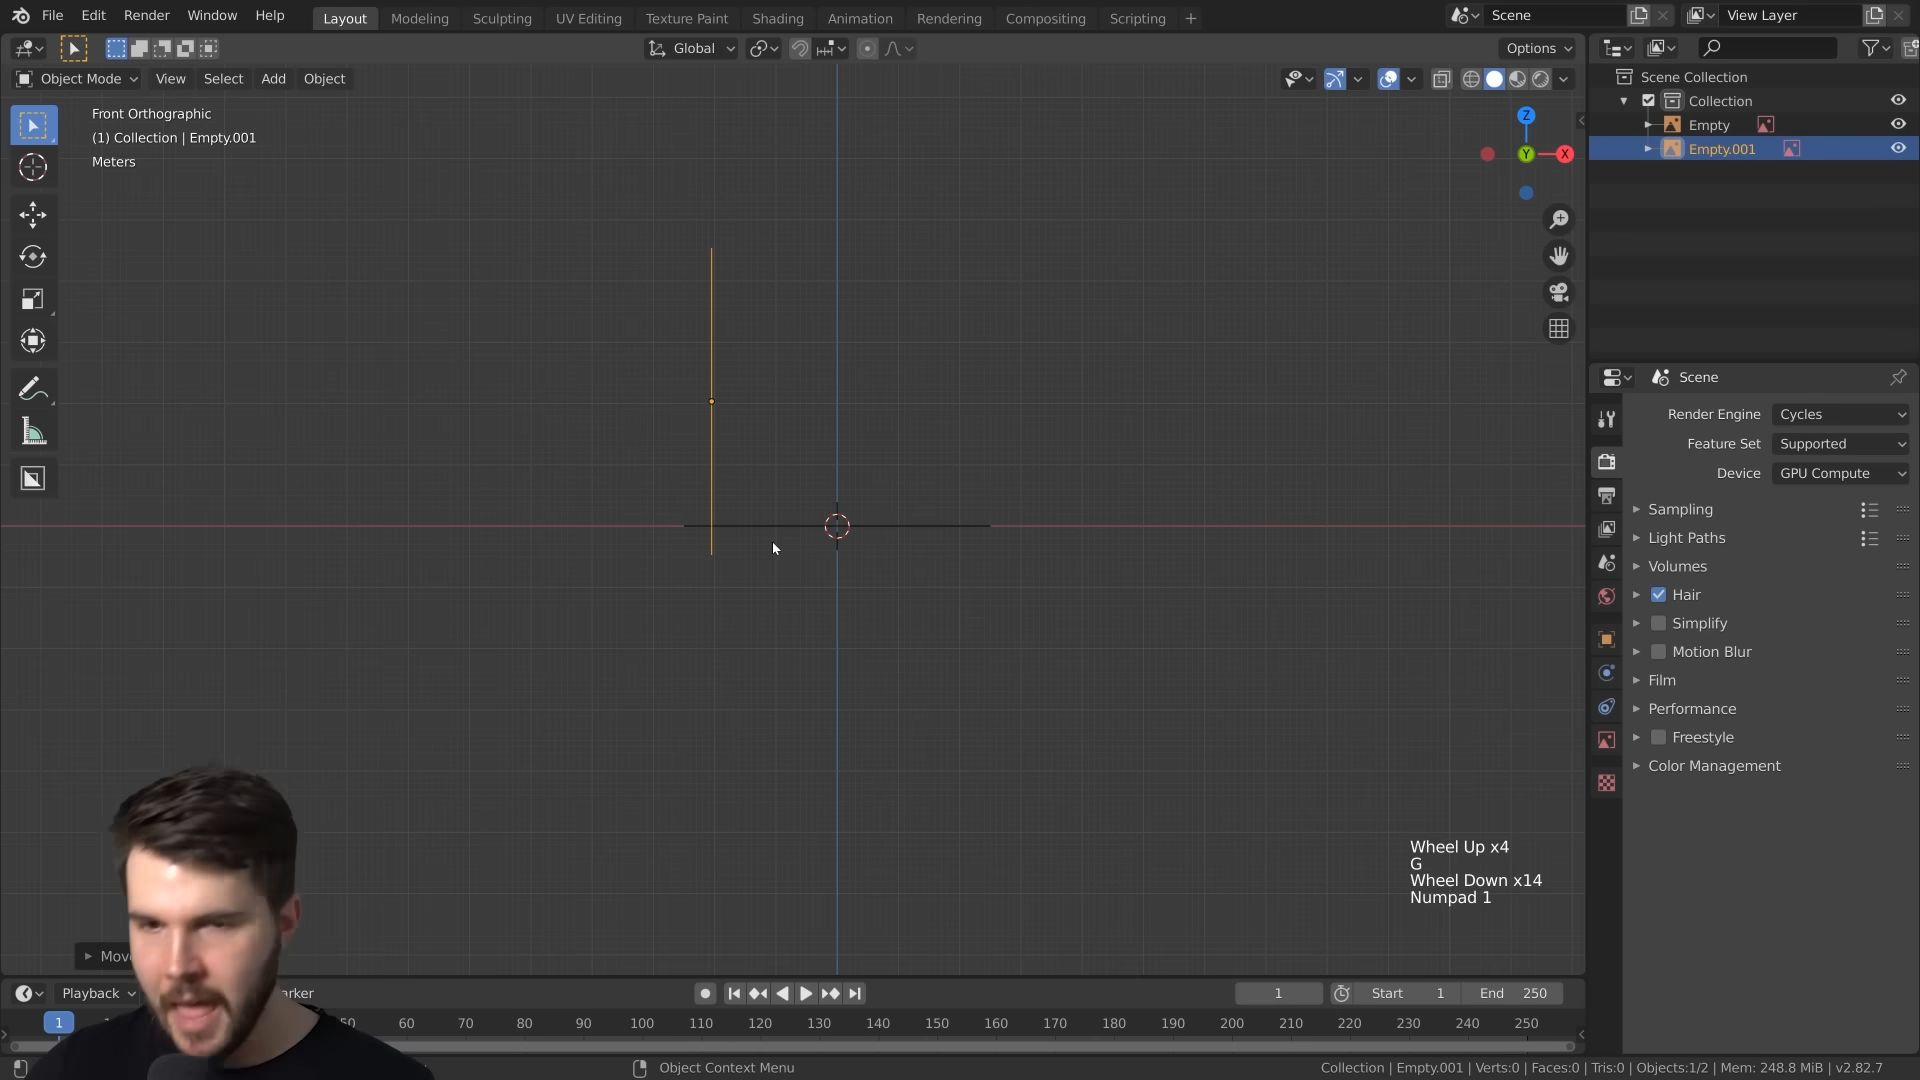 File Edit Render Window Help Layout Modeling Sculpting UV Editing Texture Paint Shading Animation Rendering Compositing Scripting + Scene View Layer
Global Options
Object Mode View Select Add Object
Front Orthographic
(1) Collection | Empty.001
Meters
Z
Y
X
Scene Collection
Collection
Empty
Empty.001
Scene
Render Engine Cycles
Feature Set Supported
Device GPU Compute
Sampling
Light Paths
Volumes
Hair
Simplify
Motion Blur
Film
Performance
Freestyle
Color Management
Wheel Up x4
G
Wheel Down x14
Numpad 1
Mov
Playback arker 1 Start 1 End 250
1 50 60 70 80 90 100 110 120 130 140 150 160 170 180 190 200 210 220 230 240 250
Object Context Menu
Collection | Empty.001 | Verts:0 | Faces:0 | Tris:0 | Objects:1/2 | Mem: 248.8 MiB | v2.82.7